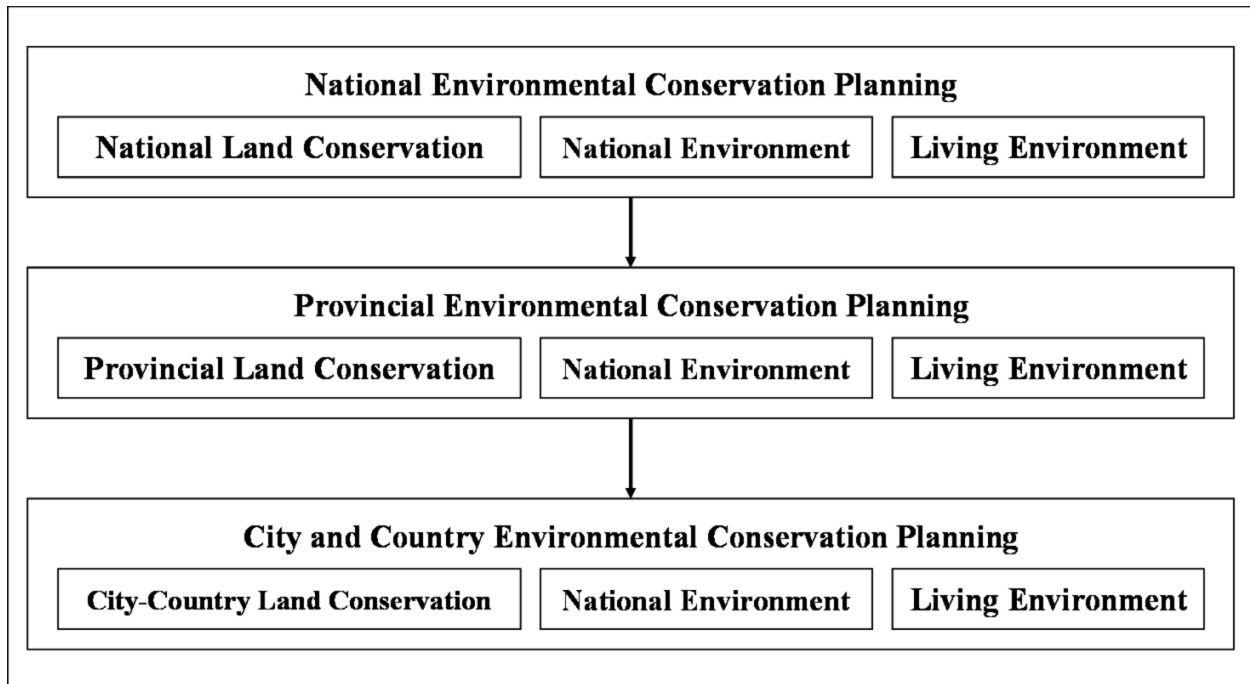 National Environmental Conservation Planning
National Land Conservation
National Environment
Living Environment
Provincial Environmental Conservation Planning
Provincial Land Conservation
National Environment
Living Environment
City and Country Environmental Conservation Planning
City-Country Land Conservation
National Environment
Living Environment